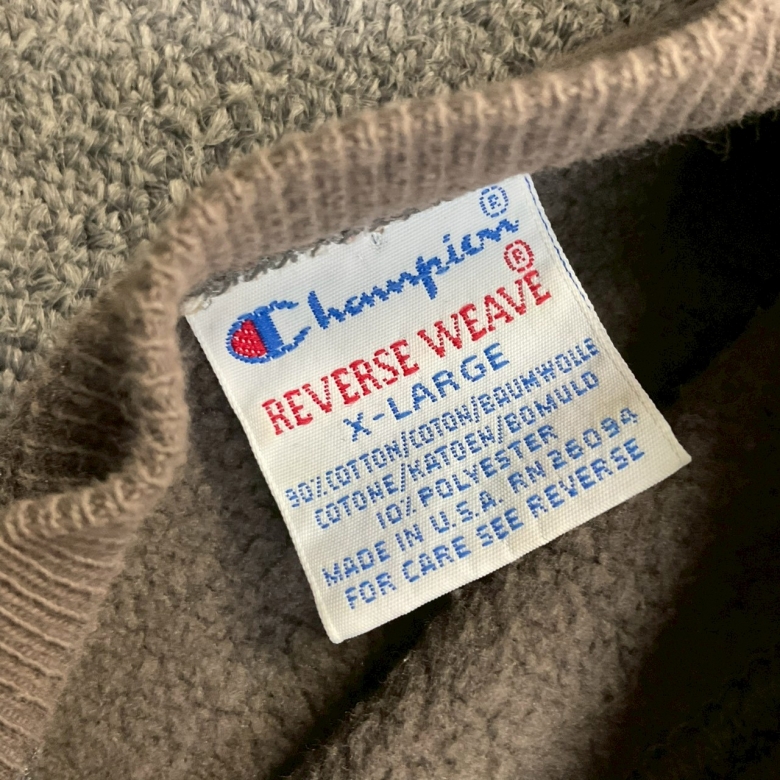 Champion®
REVERSE WEAVE®
X-LARGE
90% COTTON/COTON/BAUMWOLLE
COTONE/KATOEN/BOMULD
10% POLYESTER
MADE IN U.S.A. RN 26094
FOR CARE SEE REVERSE